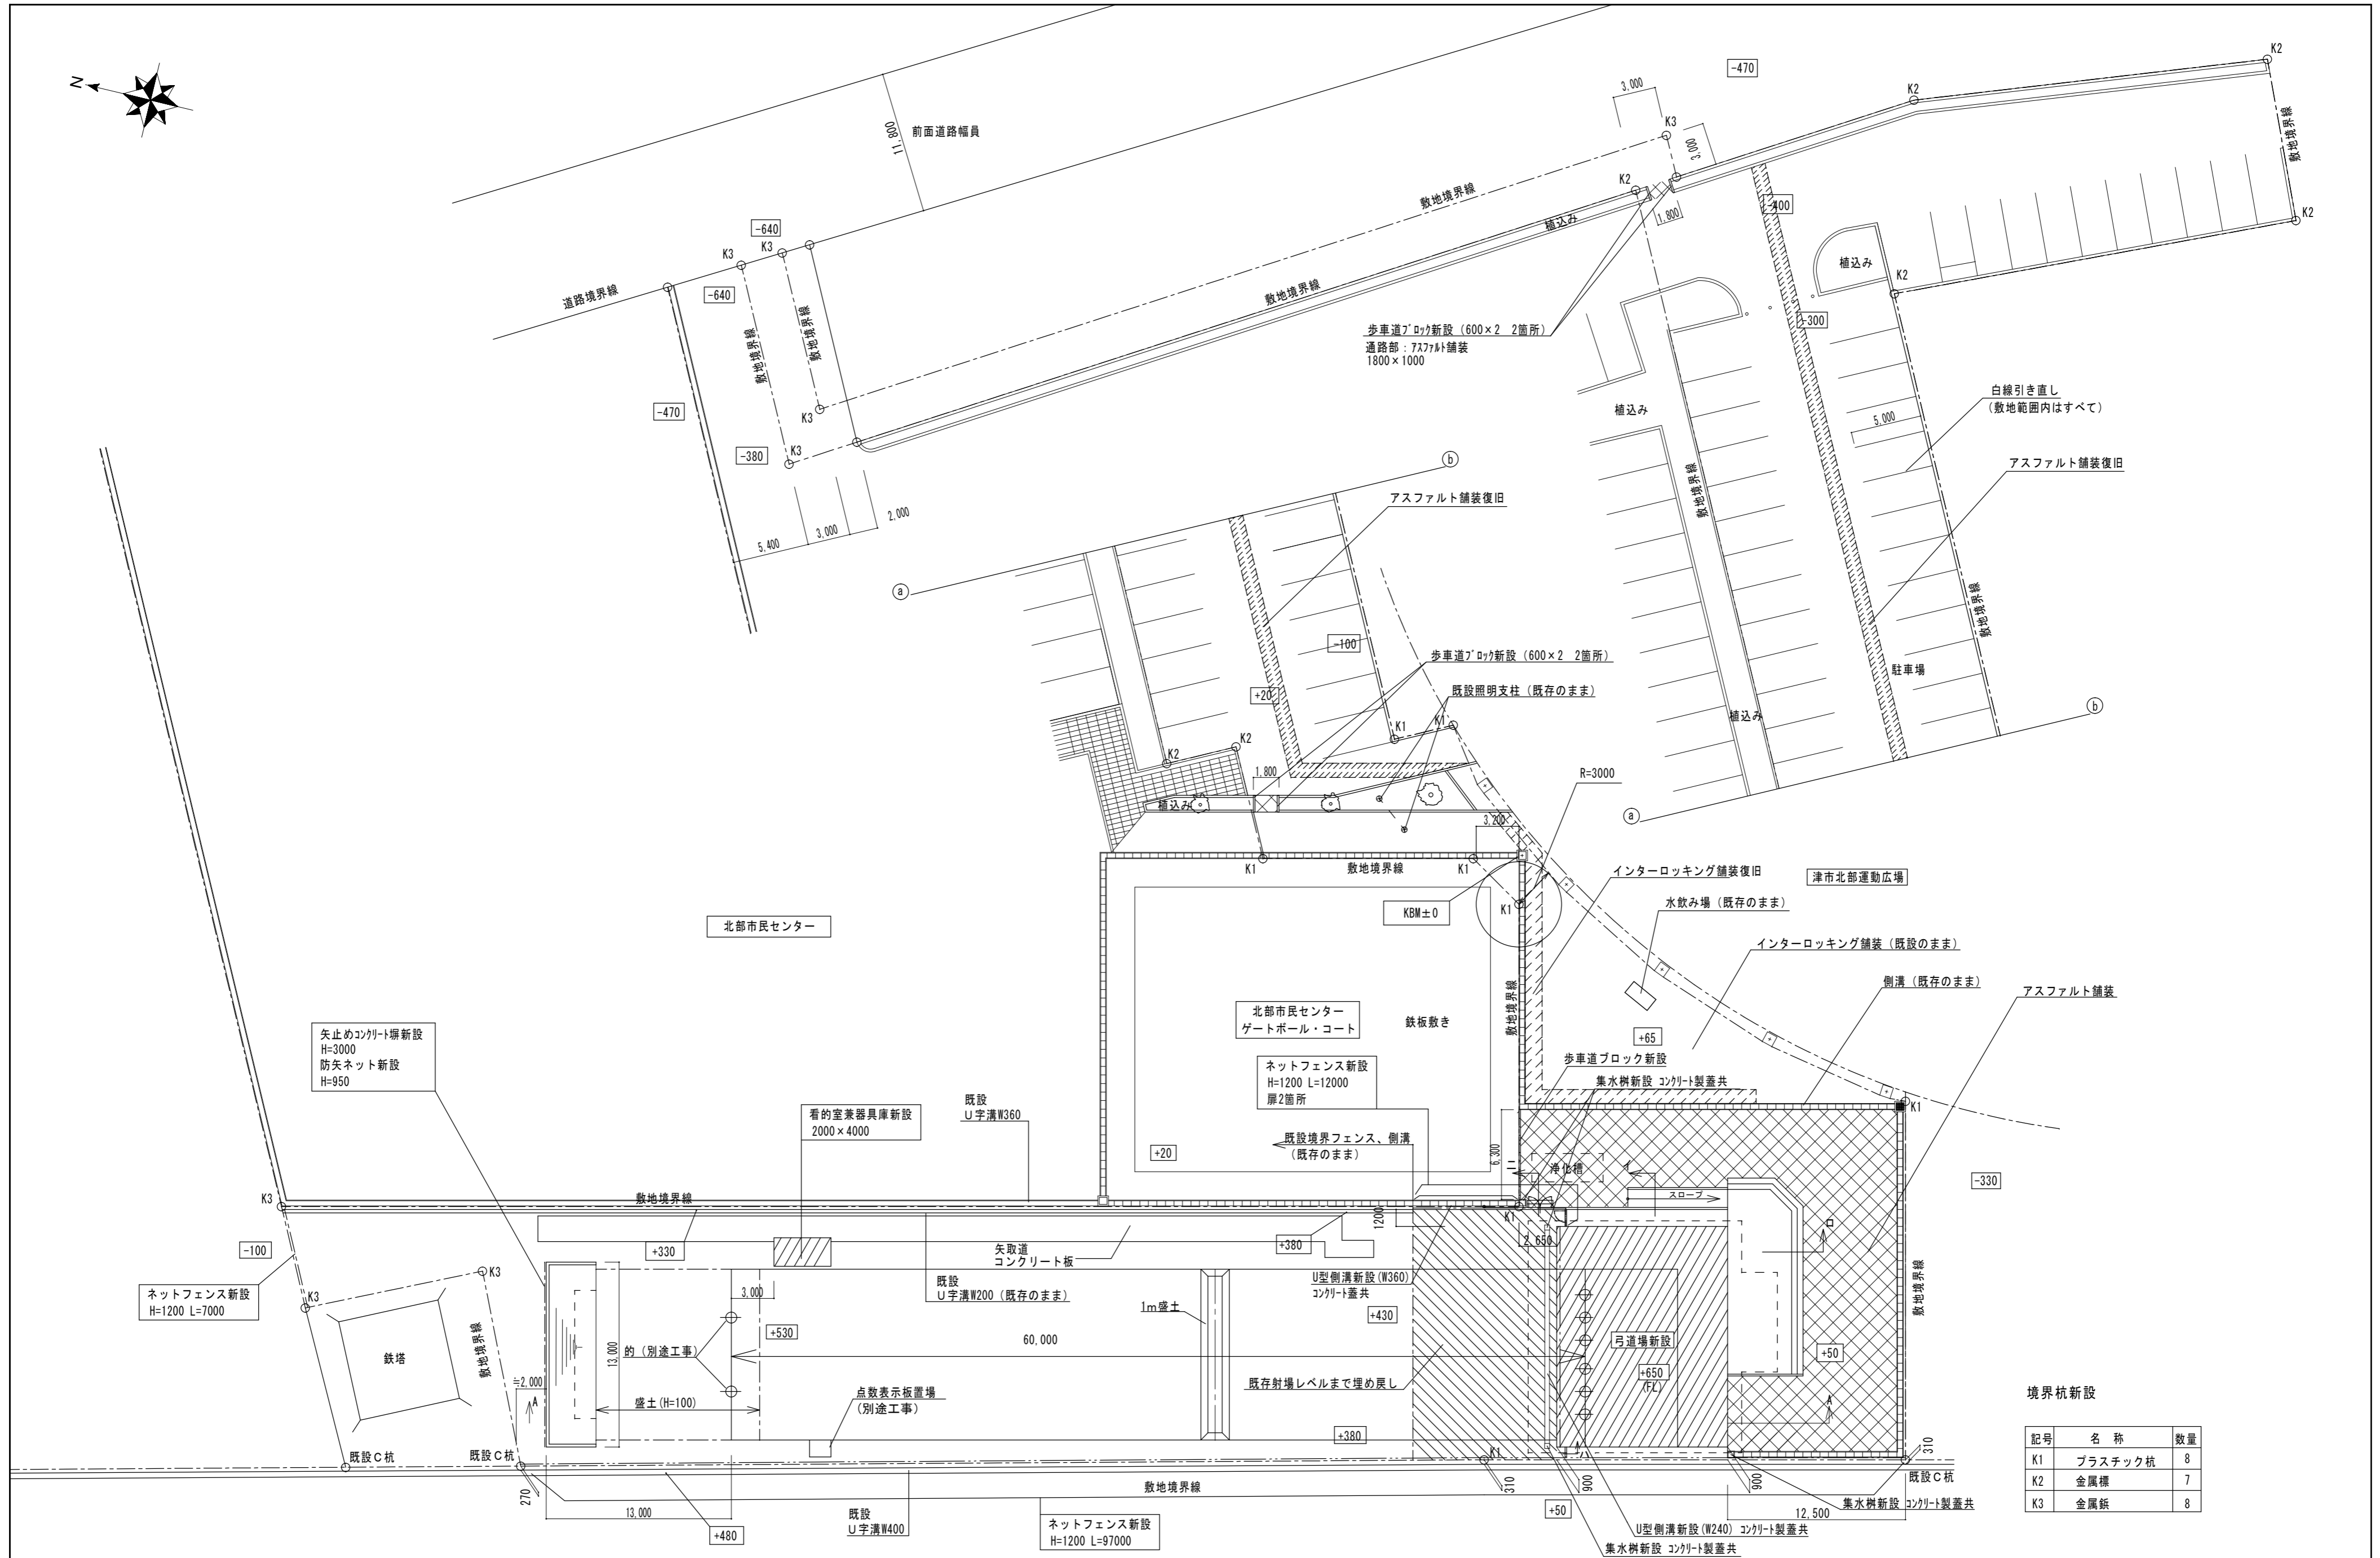 N
前面道路幅員
11,800
-470
3,000
K3
3,000
K2
K2
敷地境界線
K2
-640
K3
K3
道路境界線
-640
敷地境界線
敷地境界線
K3
-470
-380
K3
5,400
3,000
2,000
敷地境界線
敷地境界線
植込み
K2
1,800
-400
植込み
K2
-300
歩車道ブロック新設（600×2　2箇所）
通路部：アスファルト舗装
1800×1000
植込み
白線引き直し
（敷地範囲内はすべて）
5,000
アスファルト舗装復旧
敷地境界線
敷地境界線
駐車場
植込み
a
b
a
b
アスファルト舗装復旧
-100
歩車道ブロック新設（600×2　2箇所）
+20
既設照明支柱（既存のまま）
K1
K1
K2
K2
1,800
植込み
R=3000
3,200
K1
敷地境界線
K1
K1
KBM±0
インターロッキング舗装復旧
津市北部運動広場
水飲み場（既存のまま）
インターロッキング舗装（既設のまま）
側溝（既存のまま）
アスファルト舗装
北部市民センター
北部市民センター
ゲートボール・コート
鉄板敷き
敷地境界線
+65
歩車道ブロック新設
集水桝新設 コンクリート製蓋共
ネットフェンス新設
H=1200 L=12000
扉2箇所
矢止めコンクリート塀新設
H=3000
防矢ネット新設
H=950
看的室兼器具庫新設
2000×4000
既設
U字溝W360
既設境界フェンス、側溝
（既存のまま）
+20
6,300
浄化槽
スロープ
K1
-330
K3
敷地境界線
K1
1200
2,650
-100
+330
矢取道
コンクリート板
+380
ネットフェンス新設
H=1200 L=7000
K3
K3
鉄塔
敷地境界線
≒2,000
A
13,000
3,000
+530
既設
U字溝W200（既存のまま）
1m盛土
60,000
U型側溝新設(W360)
コンクリート蓋共
+430
弓道場新設
+650
(FL)
+50
A
敷地境界線
的（別途工事）
盛土(H=100)
点数表示板置場
（別途工事）
既存射場レベルまで埋め戻し
+380
K1
既設C杭
既設C杭
270
13,000
+480
既設
U字溝W400
敷地境界線
ネットフェンス新設
H=1200 L=97000
310
900
+50
900
310
既設C杭
12,500
集水桝新設 コンクリート製蓋共
U型側溝新設(W240) コンクリート製蓋共
集水桝新設 コンクリート製蓋共
境界杭新設
記号 名 称 数量
K1 プラスチック杭 8
K2 金属標 7
K3 金属鋲 8